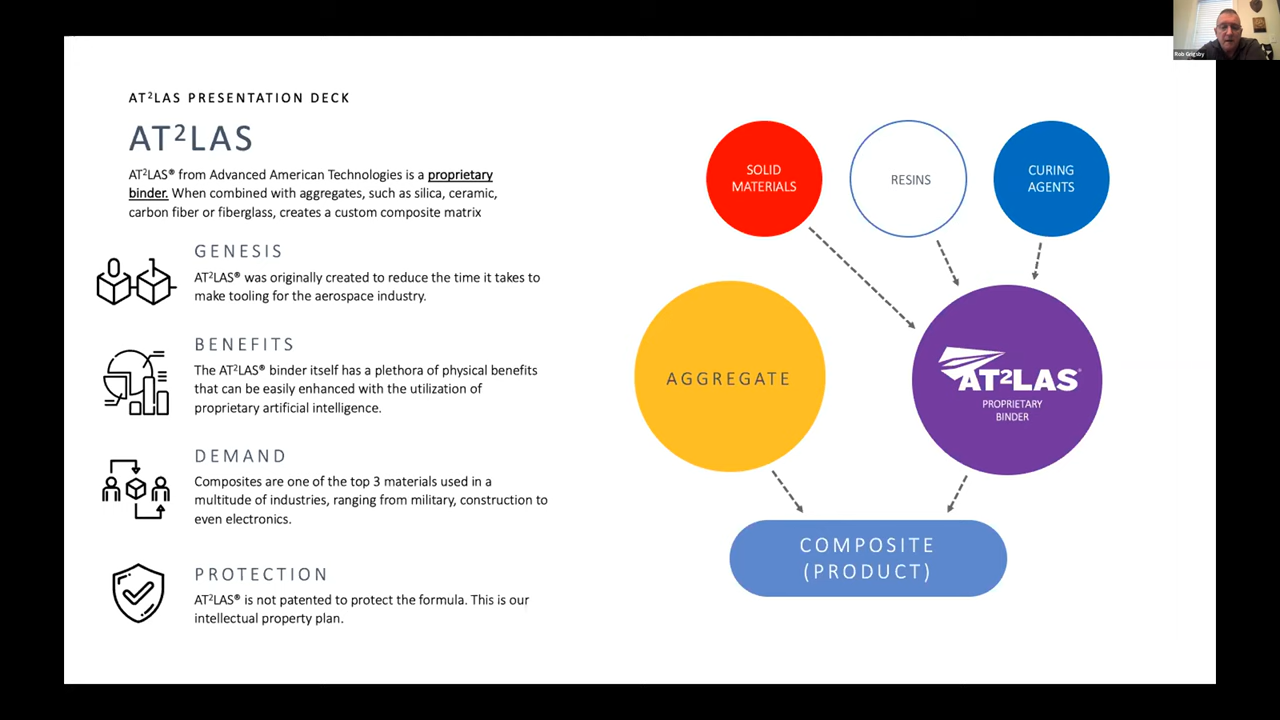 Rob Grigsby
AT²LAS PRESENTATION DECK
AT²LAS
AT²LAS® from Advanced American Technologies is a proprietary
binder. When combined with aggregates, such as silica, ceramic,
carbon fiber or fiberglass, creates a custom composite matrix
GENESIS
AT²LAS® was originally created to reduce the time it takes to
make tooling for the aerospace industry.
BENEFITS
The AT²LAS® binder itself has a plethora of physical benefits
that can be easily enhanced with the utilization of
proprietary artificial intelligence.
DEMAND
Composites are one of the top 3 materials used in a
multitude of industries, ranging from military, construction to
even electronics.
PROTECTION
AT²LAS® is not patented to protect the formula. This is our
intellectual property plan.
SOLID
MATERIALS
RESINS
CURING
AGENTS
AGGREGATE
AT²LAS®
PROPRIETARY
BINDER
COMPOSITE
(PRODUCT)